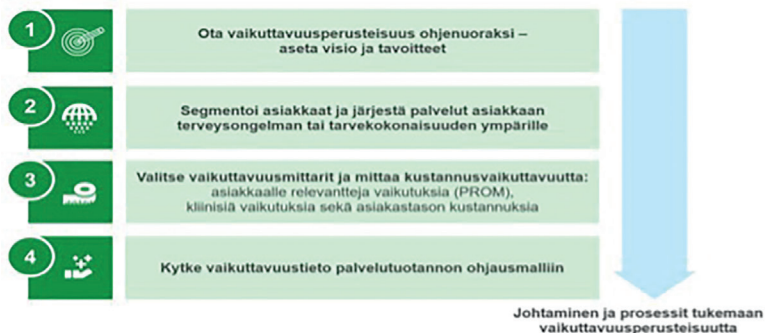 1
Ota vaikuttavuusperusteisuus ohjenuoraksi –
aseta visio ja tavoitteet
2
Segmentoi asiakkaat ja järjestä palvelut asiakkaan
terveysongelman tai tarvekokonaisuuden ympärille
3
Valitse vaikuttavuusmittarit ja mittaa kustannusvaikuttavuutta:
asiakkaalle relevantteja vaikutuksia (PROM),
kliinisiä vaikutuksia sekä asiakastason kustannuksia
4
Kytke vaikuttavuustieto palvelutuotannon ohjausmalliin
Johtaminen ja prosessit tukemaan
vaikuttavuusperusteisuutta